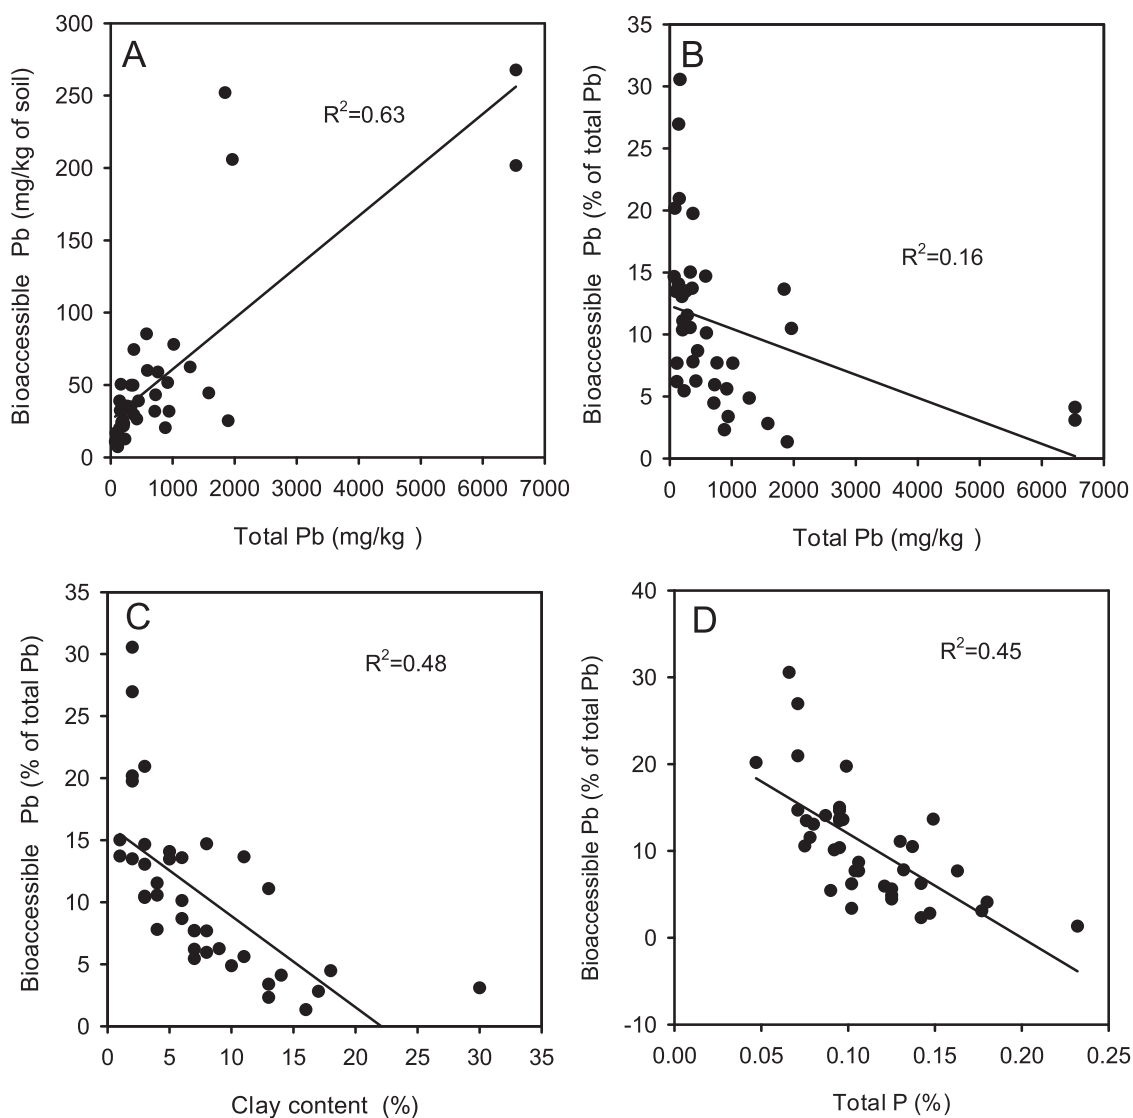 A
Bioaccessible Pb (mg/kg of soil)
300
250
200
150
100
50
0
R²=0.63
0 1000 2000 3000 4000 5000 6000 7000
Total Pb (mg/kg )
B
Bioaccessible Pb (% of total Pb)
35
30
25
20
15
10
5
0
R²=0.16
0 1000 2000 3000 4000 5000 6000 7000
Total Pb (mg/kg )
C
Bioaccessible Pb (% of total Pb)
35
30
25
20
15
10
5
0
R²=0.48
0 5 10 15 20 25 30 35
Clay content (%)
D
Bioaccessible Pb (% of total Pb)
40
30
20
10
0
-10
R²=0.45
0.00 0.05 0.10 0.15 0.20 0.25
Total P (%)